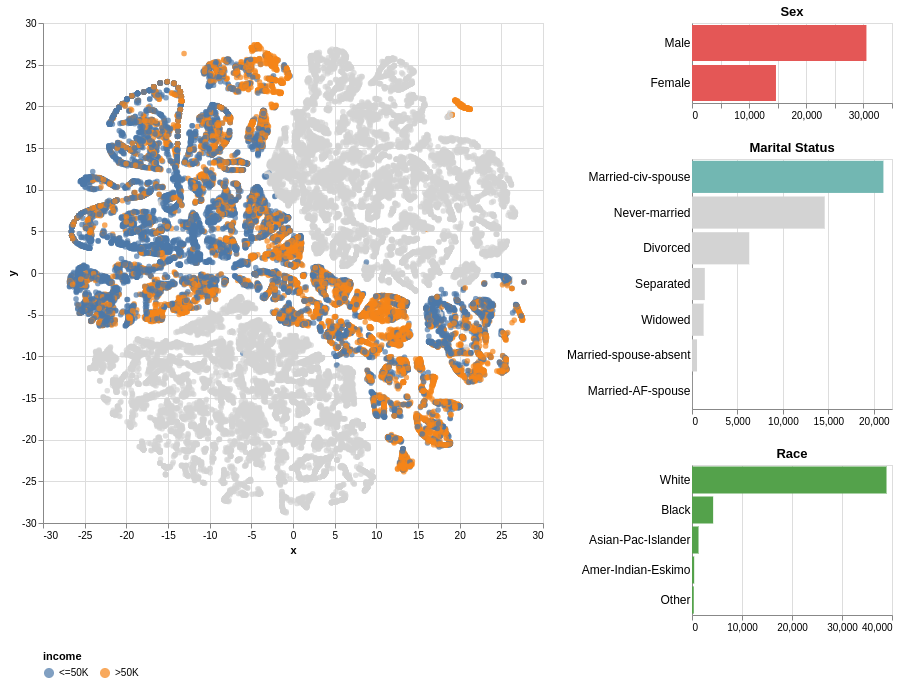 30
25
20
15
10
5
0
-5
-10
-15
-20
-25
-30
y
-30 -25 -20 -15 -10 -5 0 5 10 15 20 25 30
x
income
<=50K >50K
Sex
Male
Female
0 10,000 20,000 30,000
Marital Status
Married-civ-spouse
Never-married
Divorced
Separated
Widowed
Married-spouse-absent
Married-AF-spouse
0 5,000 10,000 15,000 20,000
Race
White
Black
Asian-Pac-Islander
Amer-Indian-Eskimo
Other
0 10,000 20,000 30,000 40,000